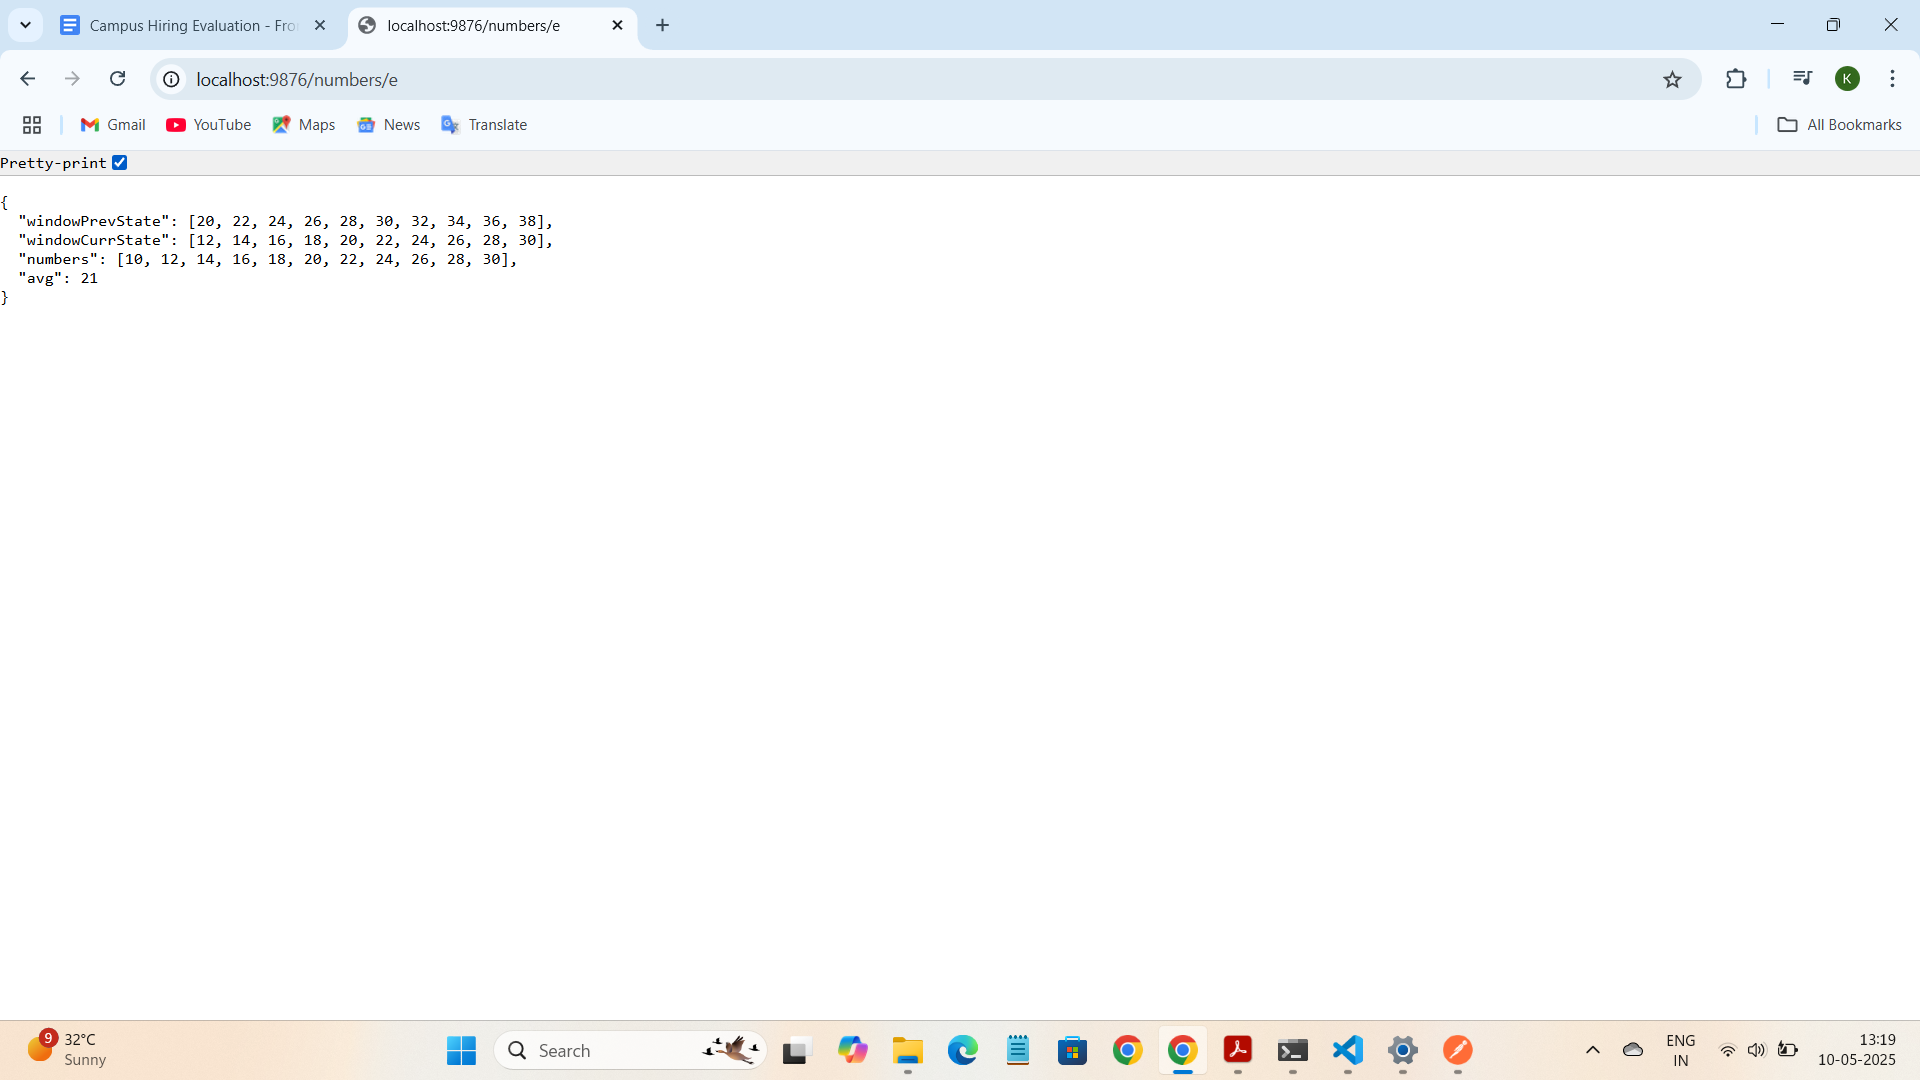 Campus Hiring Evaluation - Fro
localhost:9876/numbers/e
localhost:9876/numbers/e
K
Gmail
YouTube
Maps
News
Translate
All Bookmarks
Pretty-print
{
"windowPrevState": [20, 22, 24, 26, 28, 30, 32, 34, 36, 38],
"windowCurrState": [12, 14, 16, 18, 20, 22, 24, 26, 28, 30],
"numbers": [10, 12, 14, 16, 18, 20, 22, 24, 26, 28, 30],
"avg": 21
}
9
32°C
Sunny
Search
ENG
IN
13:19
10-05-2025